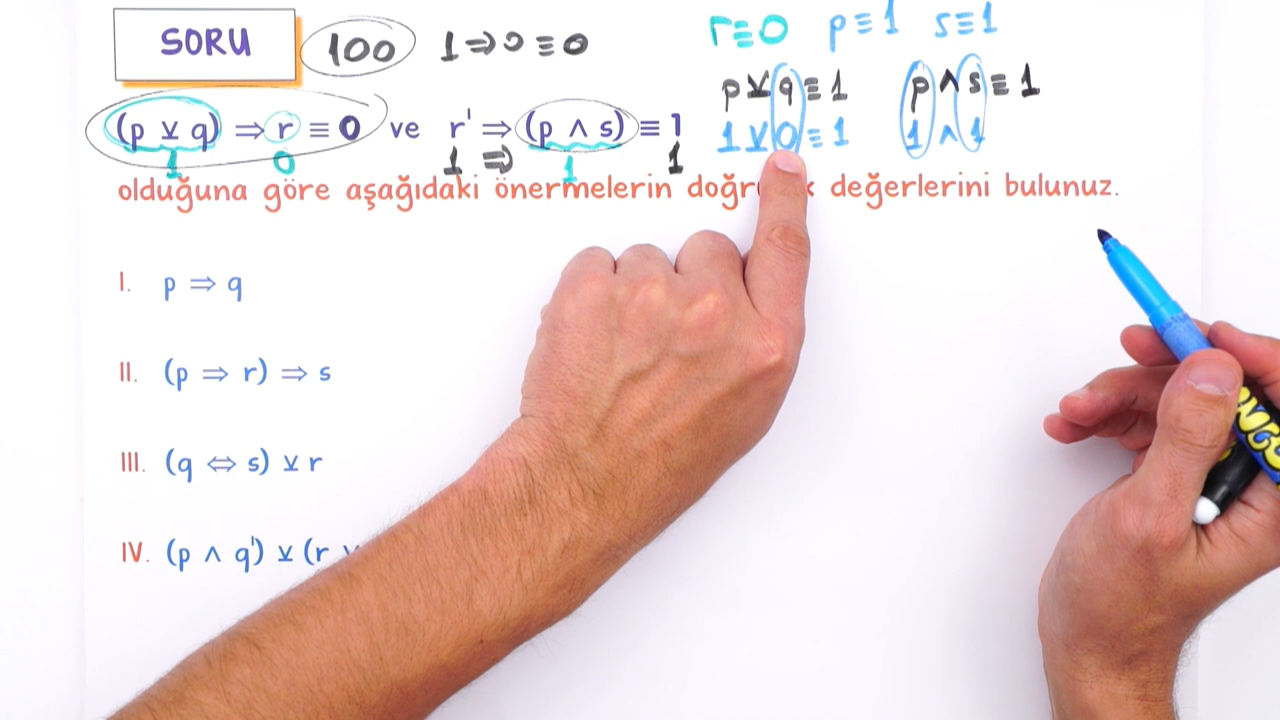 SORU 100 1⇒0≡0 r≡0 p≡1 s≡1
p⊻q≡1 p∧s≡1
(p ⊻ q) ⇒ r ≡ 0 ve r' ⇒ (p ∧ s) ≡ 1 1⊻0≡1 1∧1
1 0 1 ⇒ 1 1
olduğuna göre aşağıdaki önermelerin değerlerini bulunuz.
I. p ⇒ q
II. (p ⇒ r) ⇒ s
III. (q ⇔ s) ⊻ r
IV. (p ∧ q') ⊻ (r